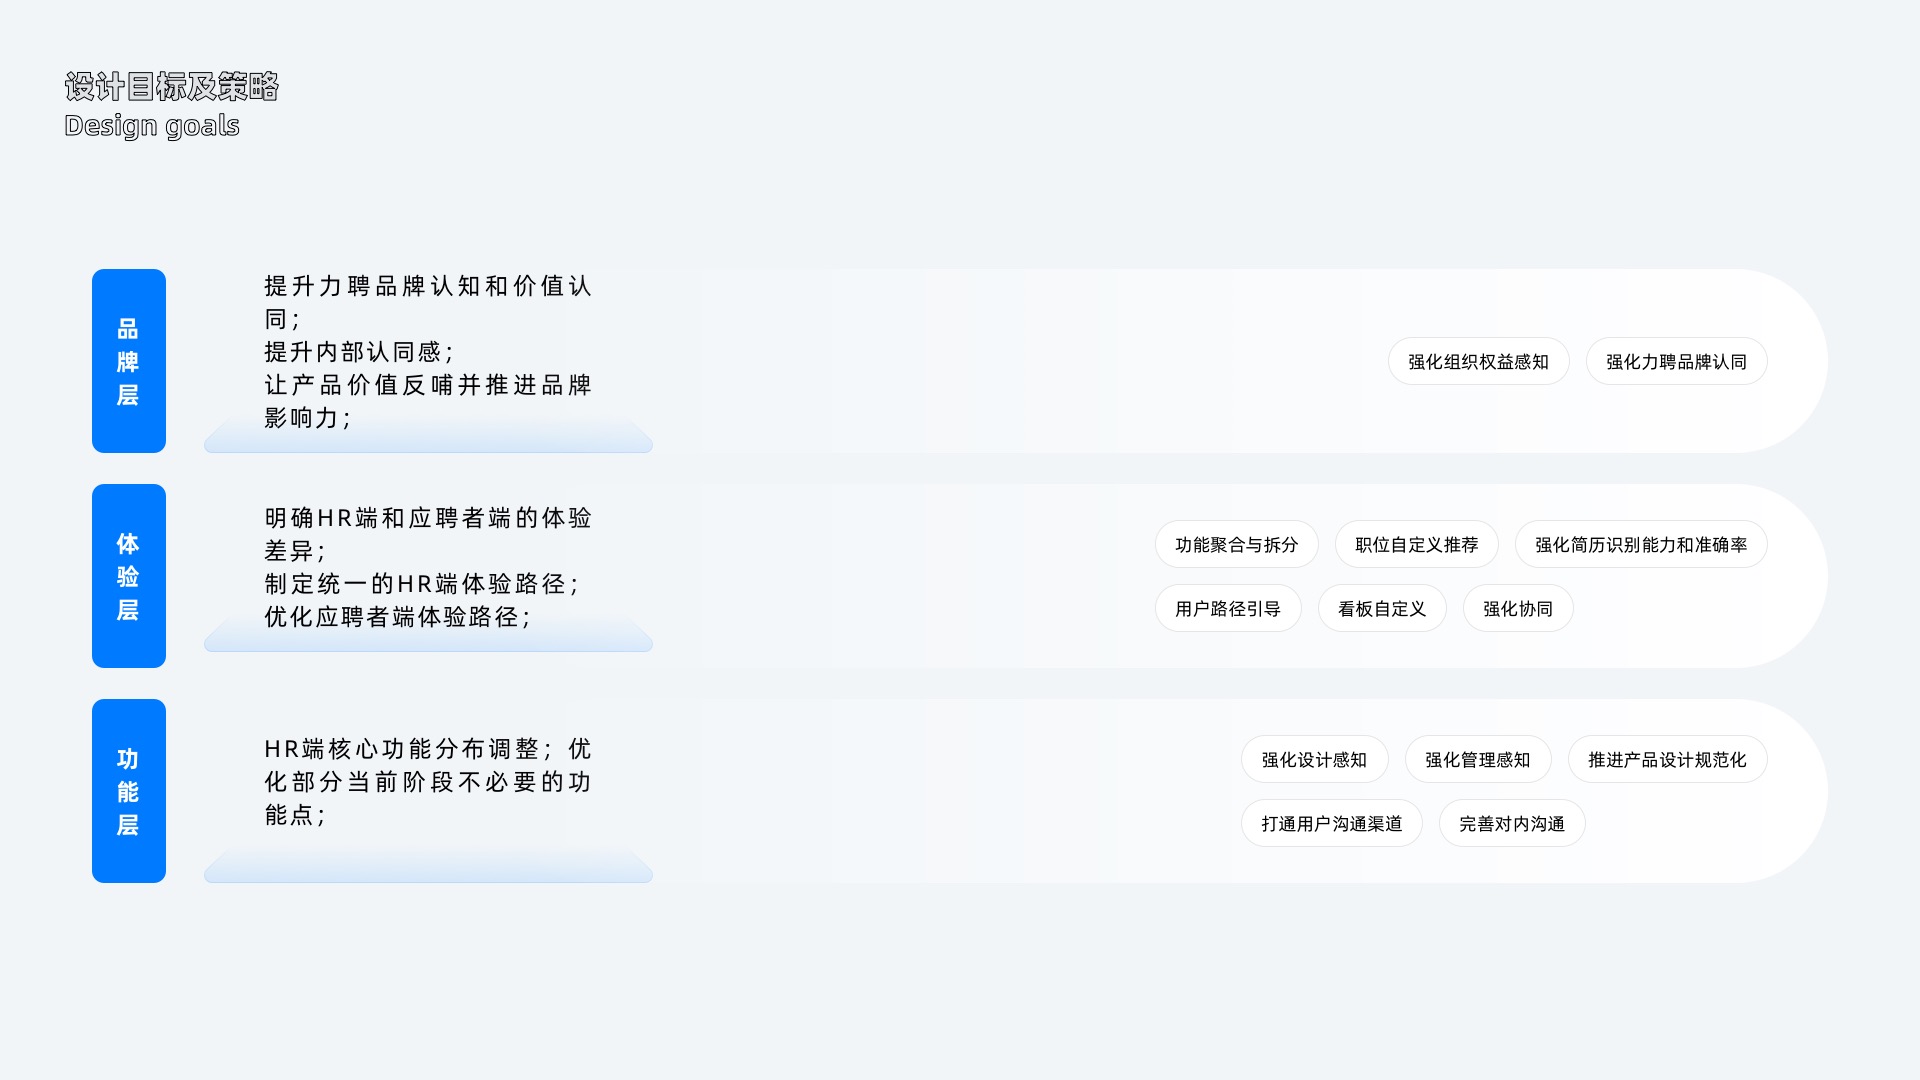 设计目标及策略
Design goals
品
牌
层
提升力聘品牌认知和价值认
同；
提升内部认同感；
让产品价值反哺并推进品牌
影响力；
强化组织权益感知
强化力聘品牌认同
体
验
层
明确HR端和应聘者端的体验
差异；
制定统一的HR端体验路径；
优化应聘者端体验路径；
功能聚合与拆分
职位自定义推荐
强化简历识别能力和准确率
用户路径引导
看板自定义
强化协同
功
能
层
HR端核心功能分布调整；优
化部分当前阶段不必要的功
能点；
强化设计感知
强化管理感知
推进产品设计规范化
打通用户沟通渠道
完善对内沟通